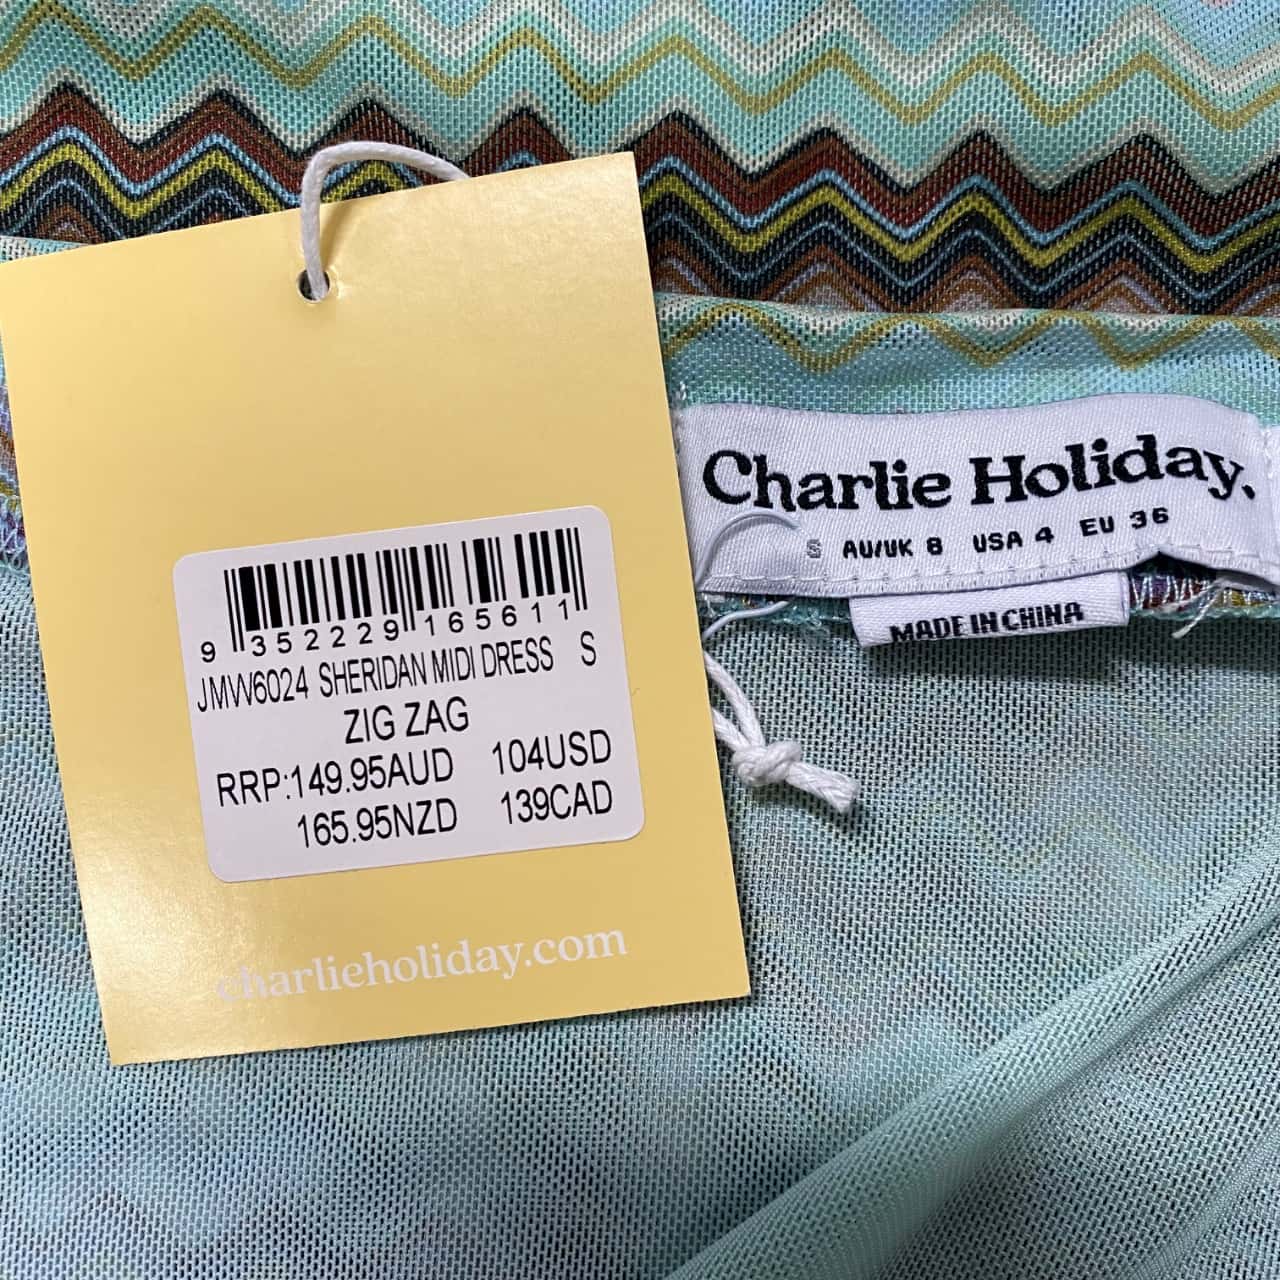 9 352229 165611
JMW6024 SHERIDAN MIDI DRESS S
ZIG ZAG
RRP:149.95AUD 104USD
165.95NZD 139CAD
charlieholiday.com
Charlie Holiday.
S AU/UK 8 USA 4 EU 36
MADE IN CHINA